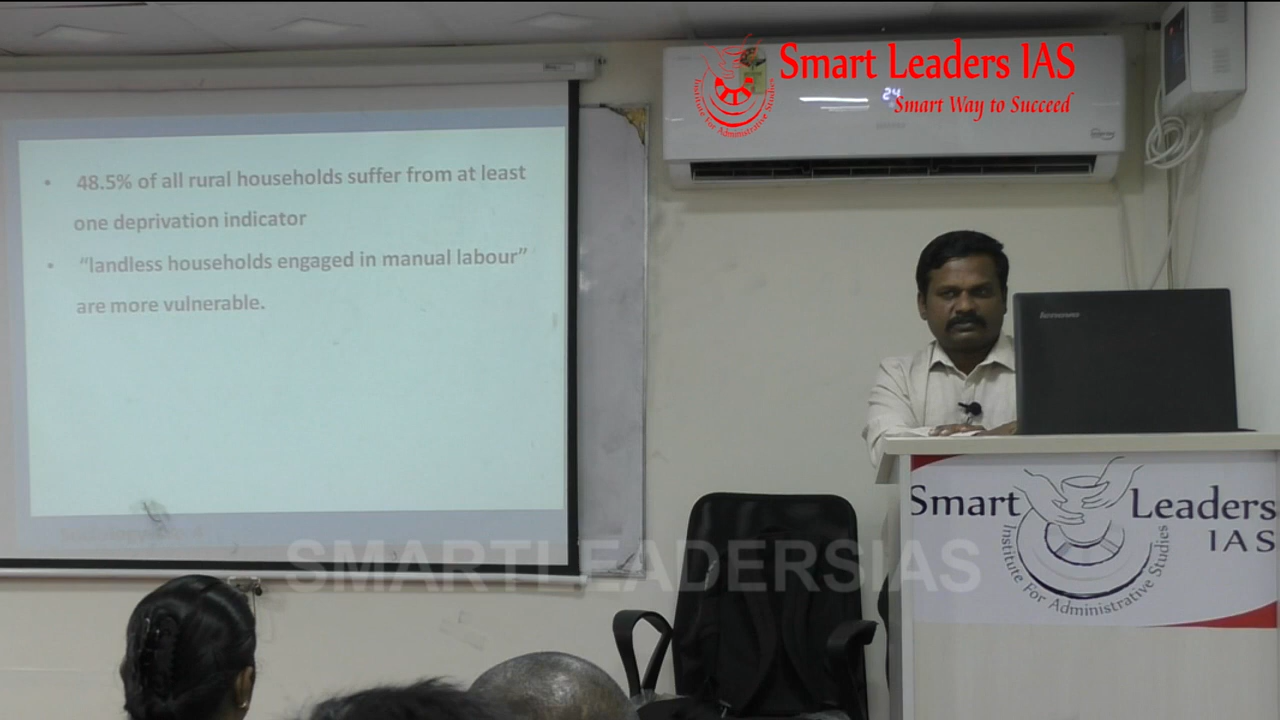 Smart Leaders IAS
Smart Way to Succeed
Institute For Administrative Studies
24
• 48.5% of all rural households suffer from at least
one deprivation indicator
• “landless households engaged in manual labour”
are more vulnerable.
lenovo
SMARTLEADERSIAS
Smart Leaders
IAS
Institute For Administrative Studies